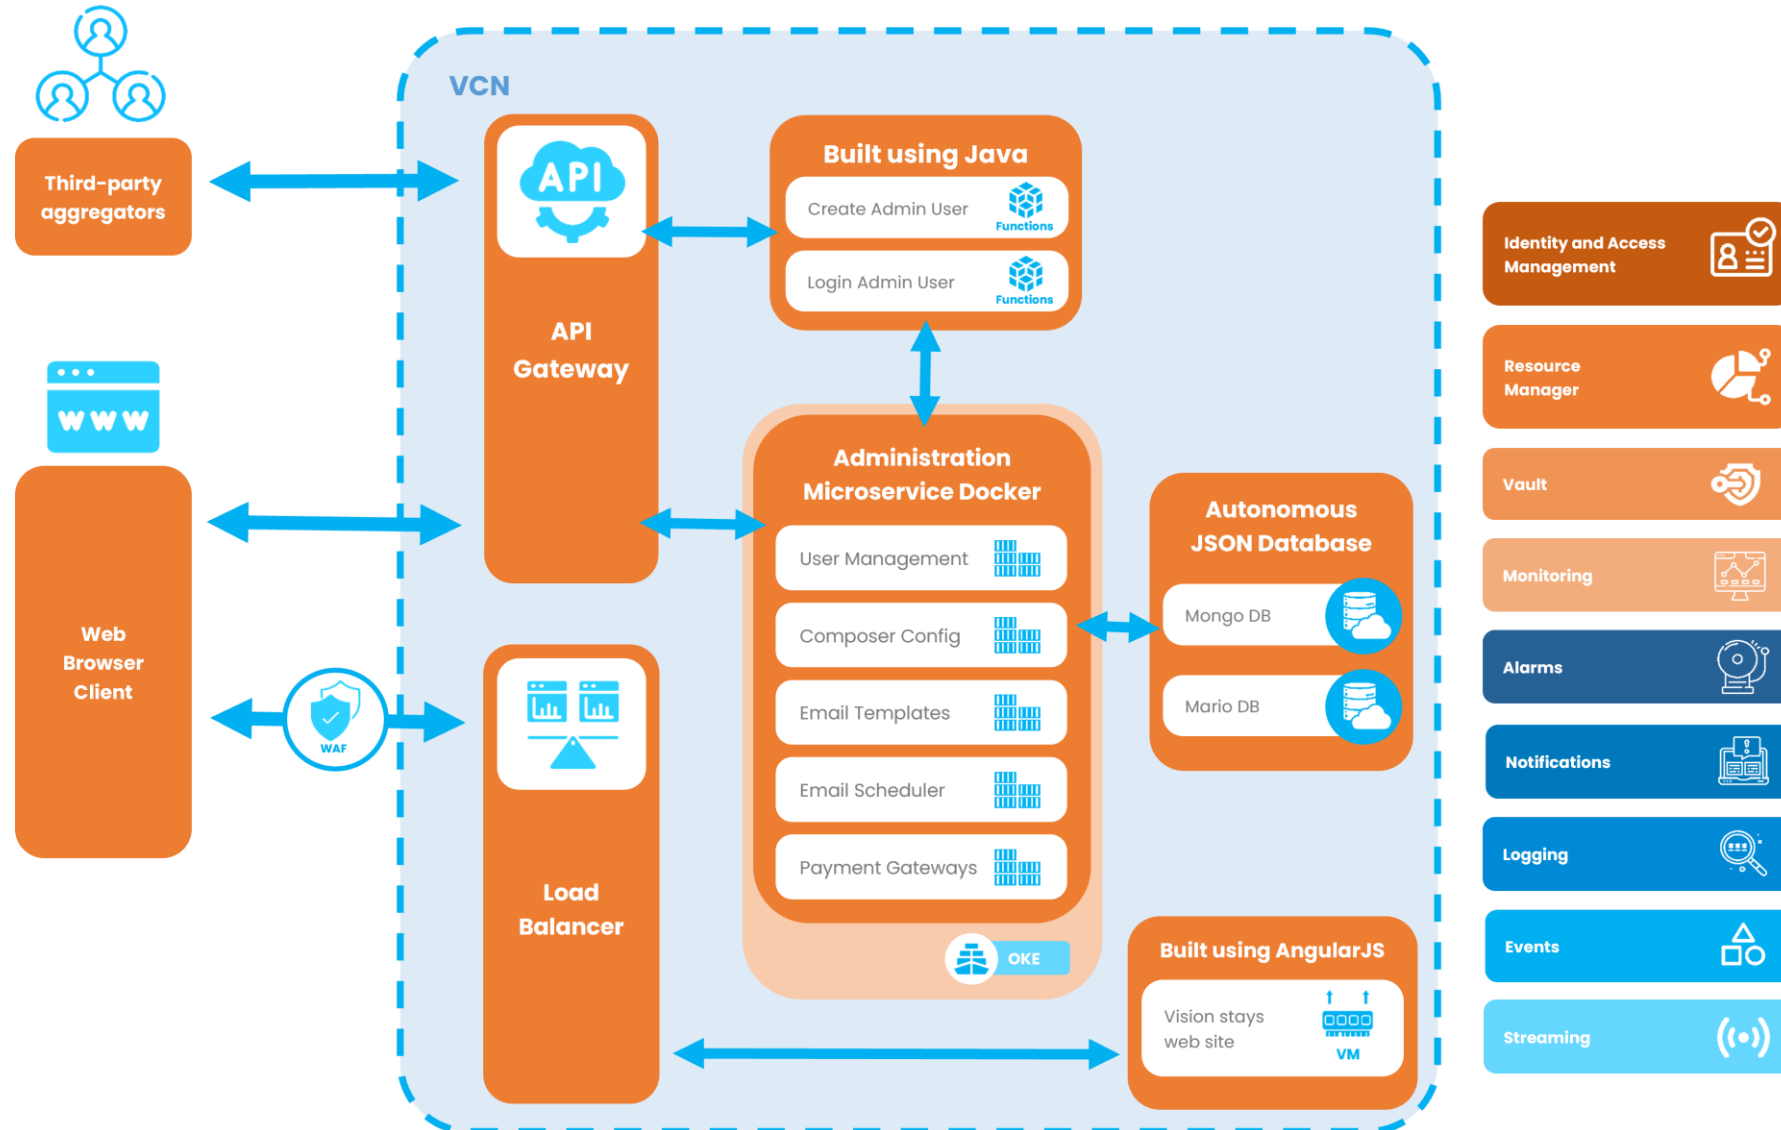 VCN
Third-party
aggregators
WWW
Web
Browser
Client
WAF
API
API
Gateway
Load
Balancer
Built using Java
Create Admin User
Functions
Login Admin User
Functions
Administration
Microservice Docker
User Management
Composer Config
Email Templates
Email Scheduler
Payment Gateways
OKE
Autonomous
JSON Database
Mongo DB
Mario DB
Built using AngularJS
Vision stays
web site
VM
Identity and Access
Management
Resource
Manager
Vault
Monitoring
Alarms
Notifications
Logging
Events
Streaming